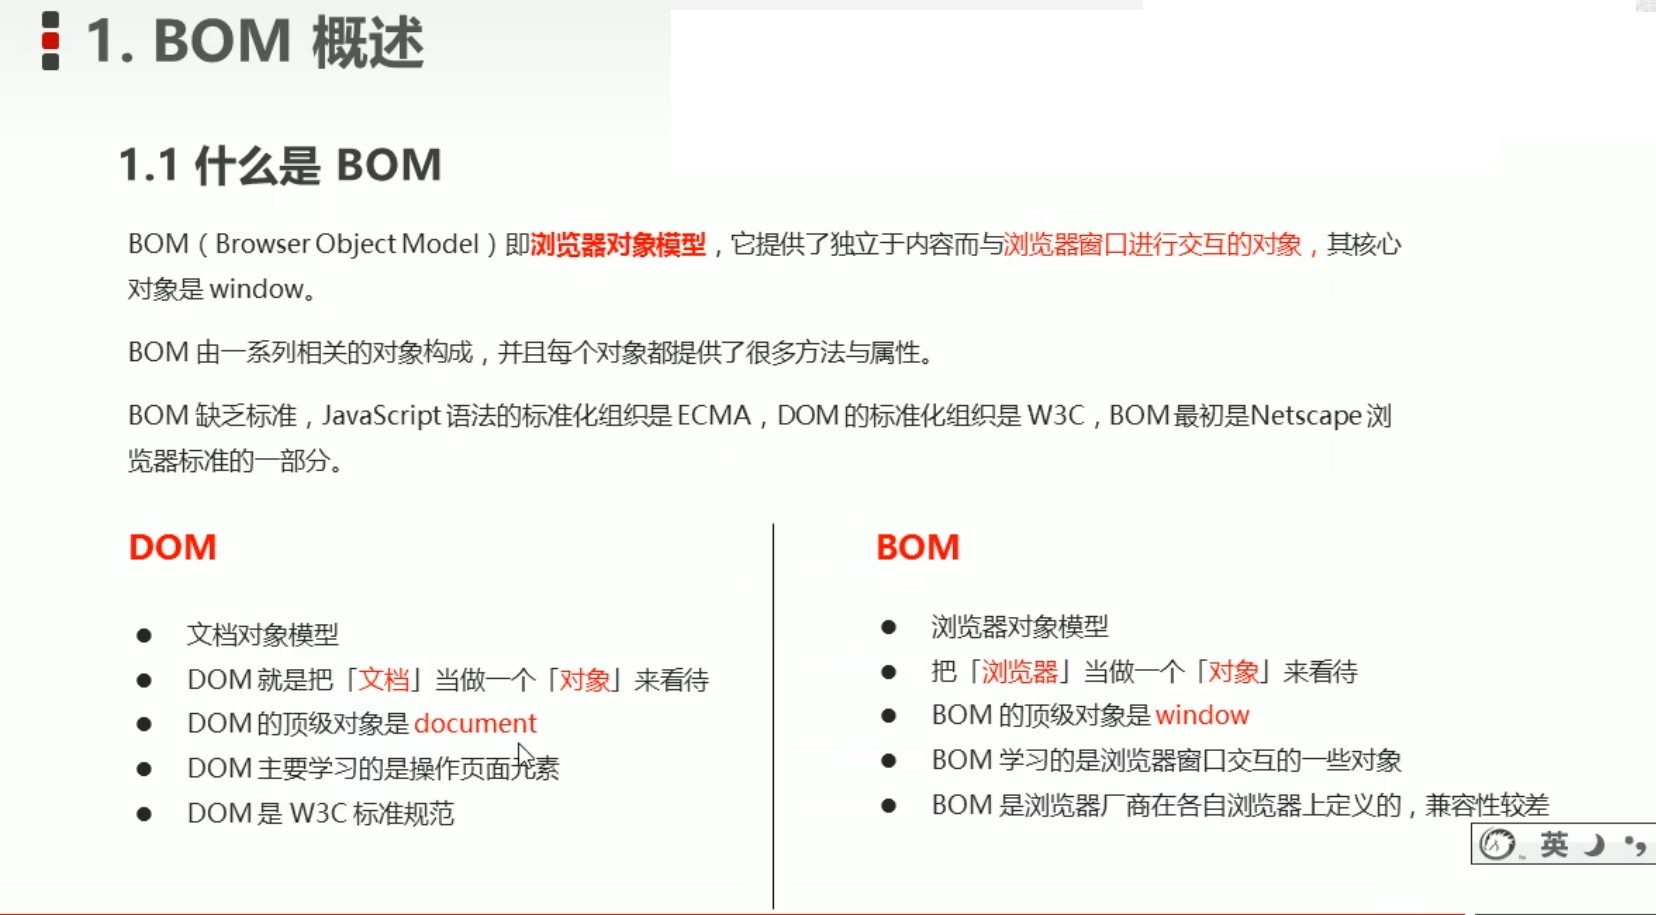 1. BOM 概述
1.1 什么是 BOM
BOM（Browser Object Model）即浏览器对象模型，它提供了独立于内容而与浏览器窗口进行交互的对象，其核心
对象是 window。
BOM 由一系列相关的对象构成，并且每个对象都提供了很多方法与属性。
BOM 缺乏标准，JavaScript 语法的标准化组织是 ECMA，DOM 的标准化组织是 W3C，BOM 最初是Netscape 浏
览器标准的一部分。
DOM
● 文档对象模型
● DOM 就是把「文档」当做一个「对象」来看待
● DOM 的顶级对象是 document
● DOM 主要学习的是操作页面元素
● DOM 是 W3C 标准规范
BOM
● 浏览器对象模型
● 把「浏览器」当做一个「对象」来看待
● BOM 的顶级对象是 window
● BOM 学习的是浏览器窗口交互的一些对象
● BOM 是浏览器厂商在各自浏览器上定义的，兼容性较差
英